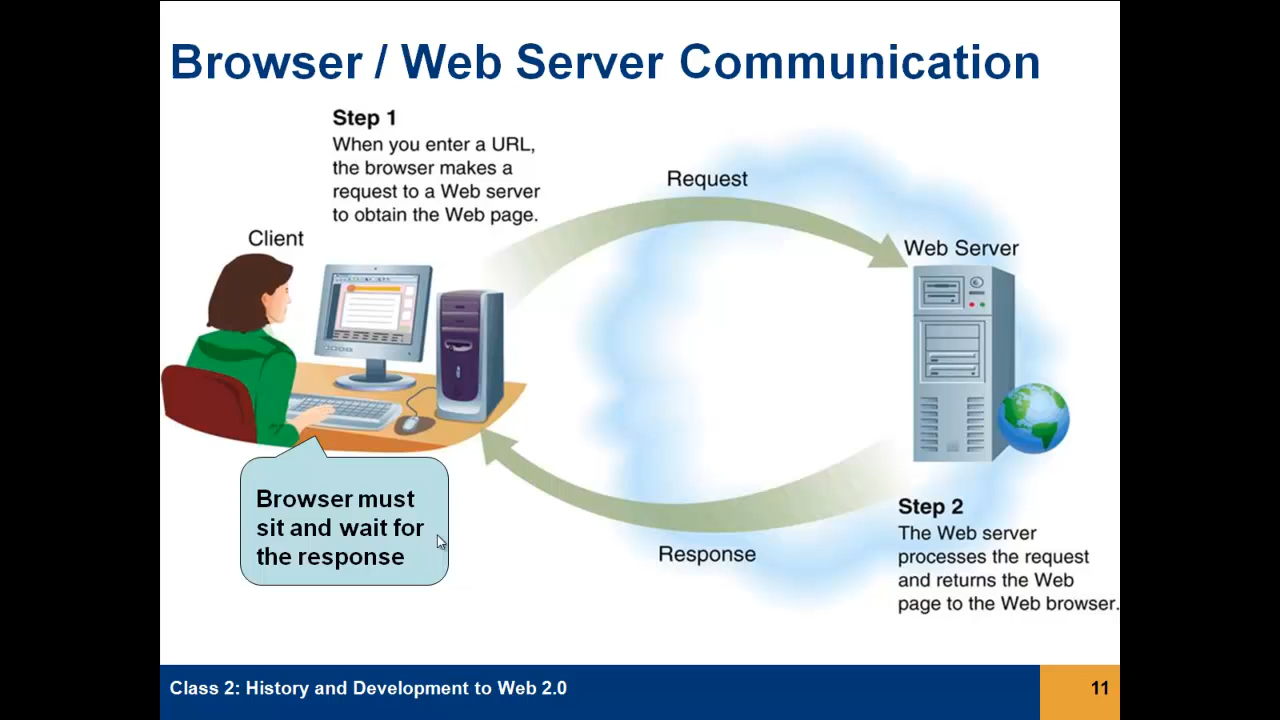 Browser / Web Server Communication
Step 1
When you enter a URL,
the browser makes a
request to a Web server
to obtain the Web page.
Request
Client
Web Server
Browser must
sit and wait for
the response
Response
Step 2
The Web server
processes the request
and returns the Web
page to the Web browser.
Class 2: History and Development to Web 2.0
11